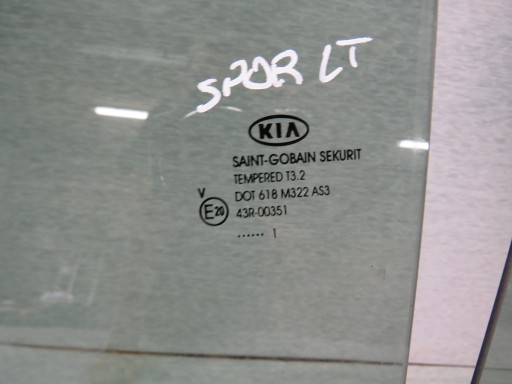 SPOR LT
KIA
SAINT-GOBAIN SEKURIT
TEMPERED T3.2
DOT 618 M322 AS3
V
E20 43R-00351
...... 1